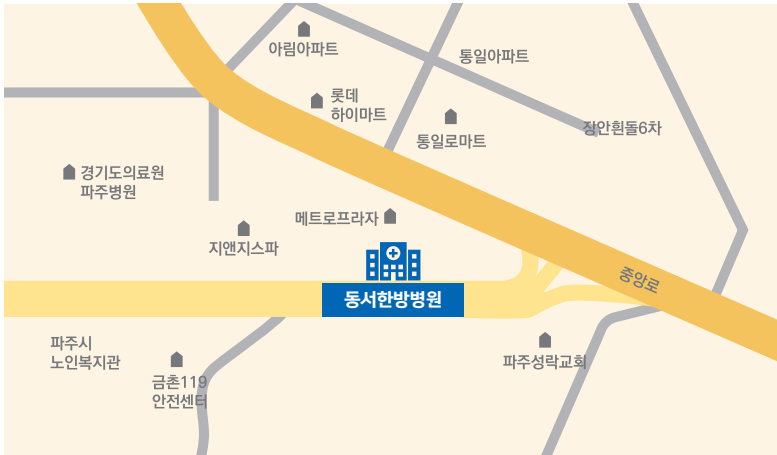 아림아파트
통일아파트
롯데
하이마트
통일로마트
장안흰돌6차
경기도의료원
파주병원
메트로프라자
지앤지스파
중앙로
동서한방병원
파주시
노인복지관
금촌119
안전센터
파주성락교회